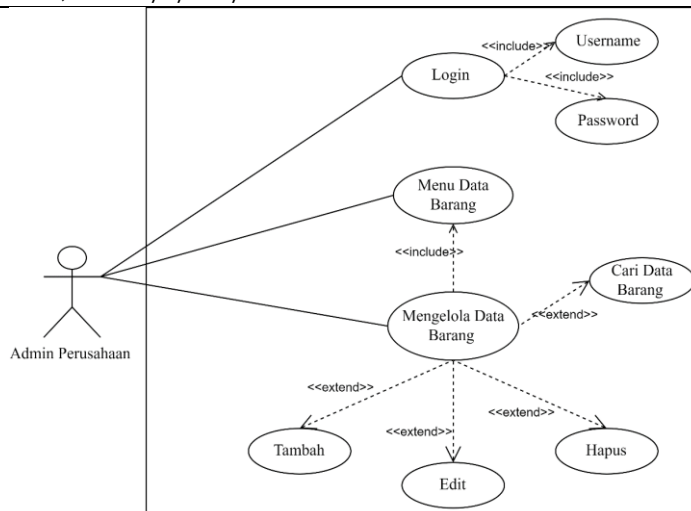 Username
<<include>>
Login
<<include>>
Password
Menu Data
Barang
<<include>>
Cari Data
Barang
Mengelola Data
Barang
<<extend>>
Admin Perusahaan
<<extend>>
<<extend>>
<<extend>>
Tambah
Hapus
Edit